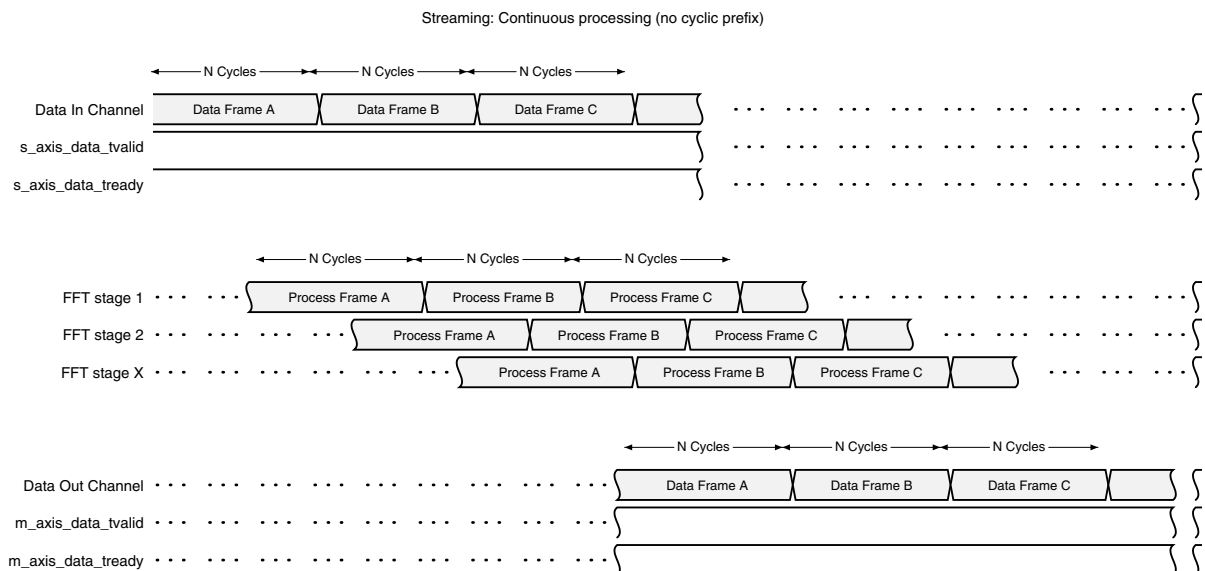 Streaming: Continuous processing (no cyclic prefix)
N Cycles N Cycles N Cycles
Data In Channel Data Frame A Data Frame B Data Frame C
s_axis_data_tvalid
s_axis_data_tready
N Cycles N Cycles N Cycles
FFT stage 1 Process Frame A Process Frame B Process Frame C
FFT stage 2 Process Frame A Process Frame B Process Frame C
FFT stage X Process Frame A Process Frame B Process Frame C
N Cycles N Cycles N Cycles
Data Out Channel Data Frame A Data Frame B Data Frame C
m_axis_data_tvalid
m_axis_data_tready